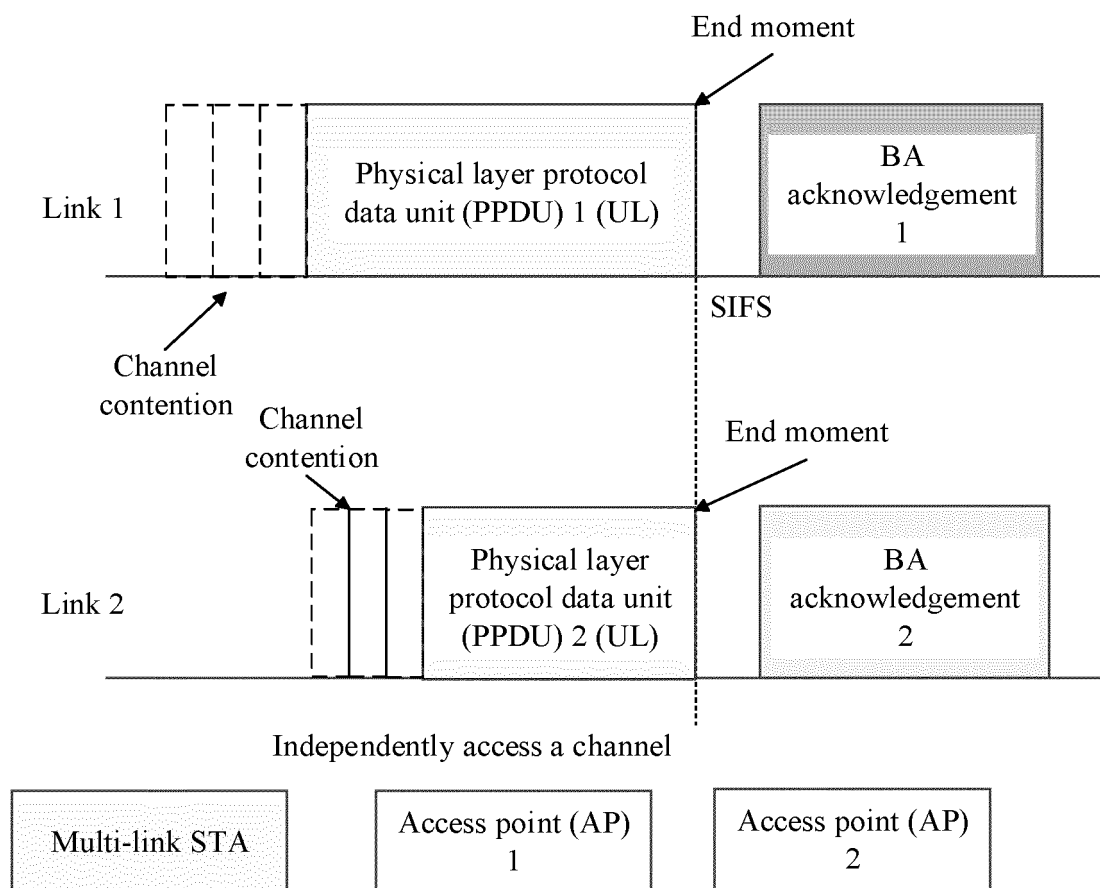 End moment
Physical layer protocol
data unit (PPDU) 1 (UL)
BA
acknowledgement
1
Link 1
SIFS
Channel
contention
Channel
contention
End moment
Physical layer
protocol data unit
(PPDU) 2 (UL)
BA
acknowledgement
2
Link 2
Independently access a channel
Multi-link STA
Access point (AP)
1
Access point (AP)
2